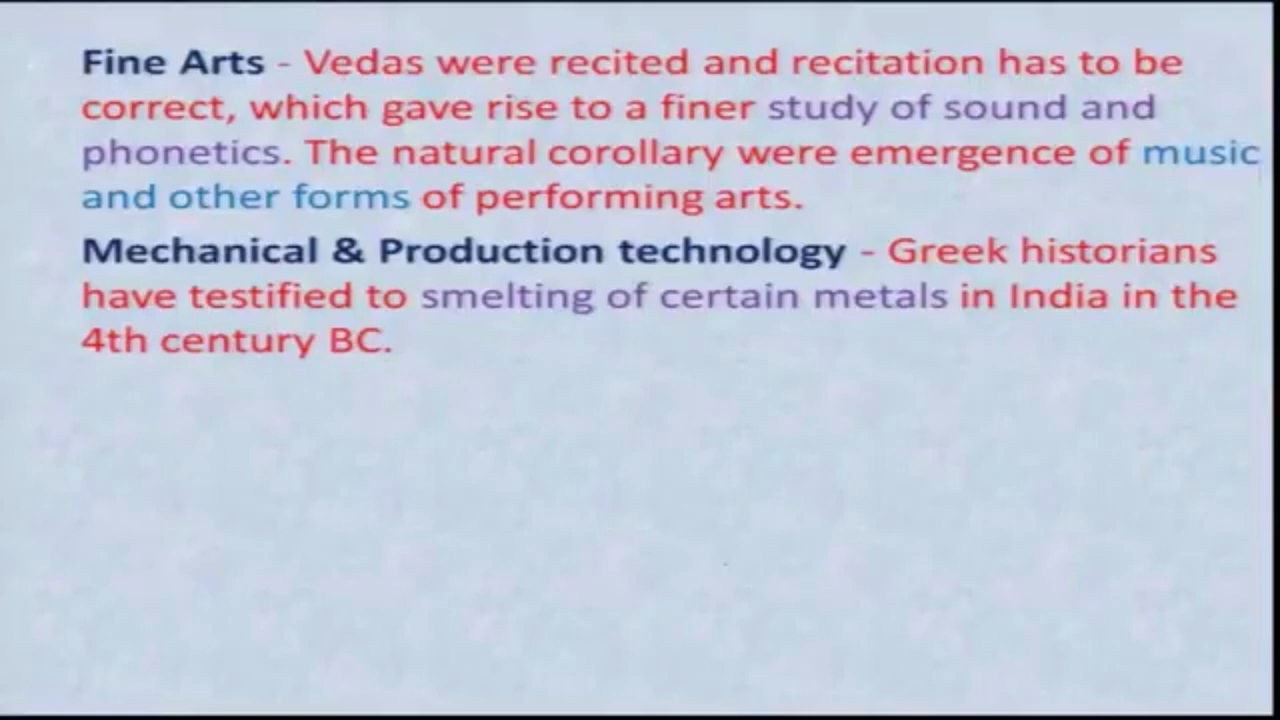 Fine Arts - Vedas were recited and recitation has to be
correct, which gave rise to a finer study of sound and
phonetics. The natural corollary were emergence of music
and other forms of performing arts.
Mechanical & Production technology - Greek historians
have testified to smelting of certain metals in India in the
4th century BC.